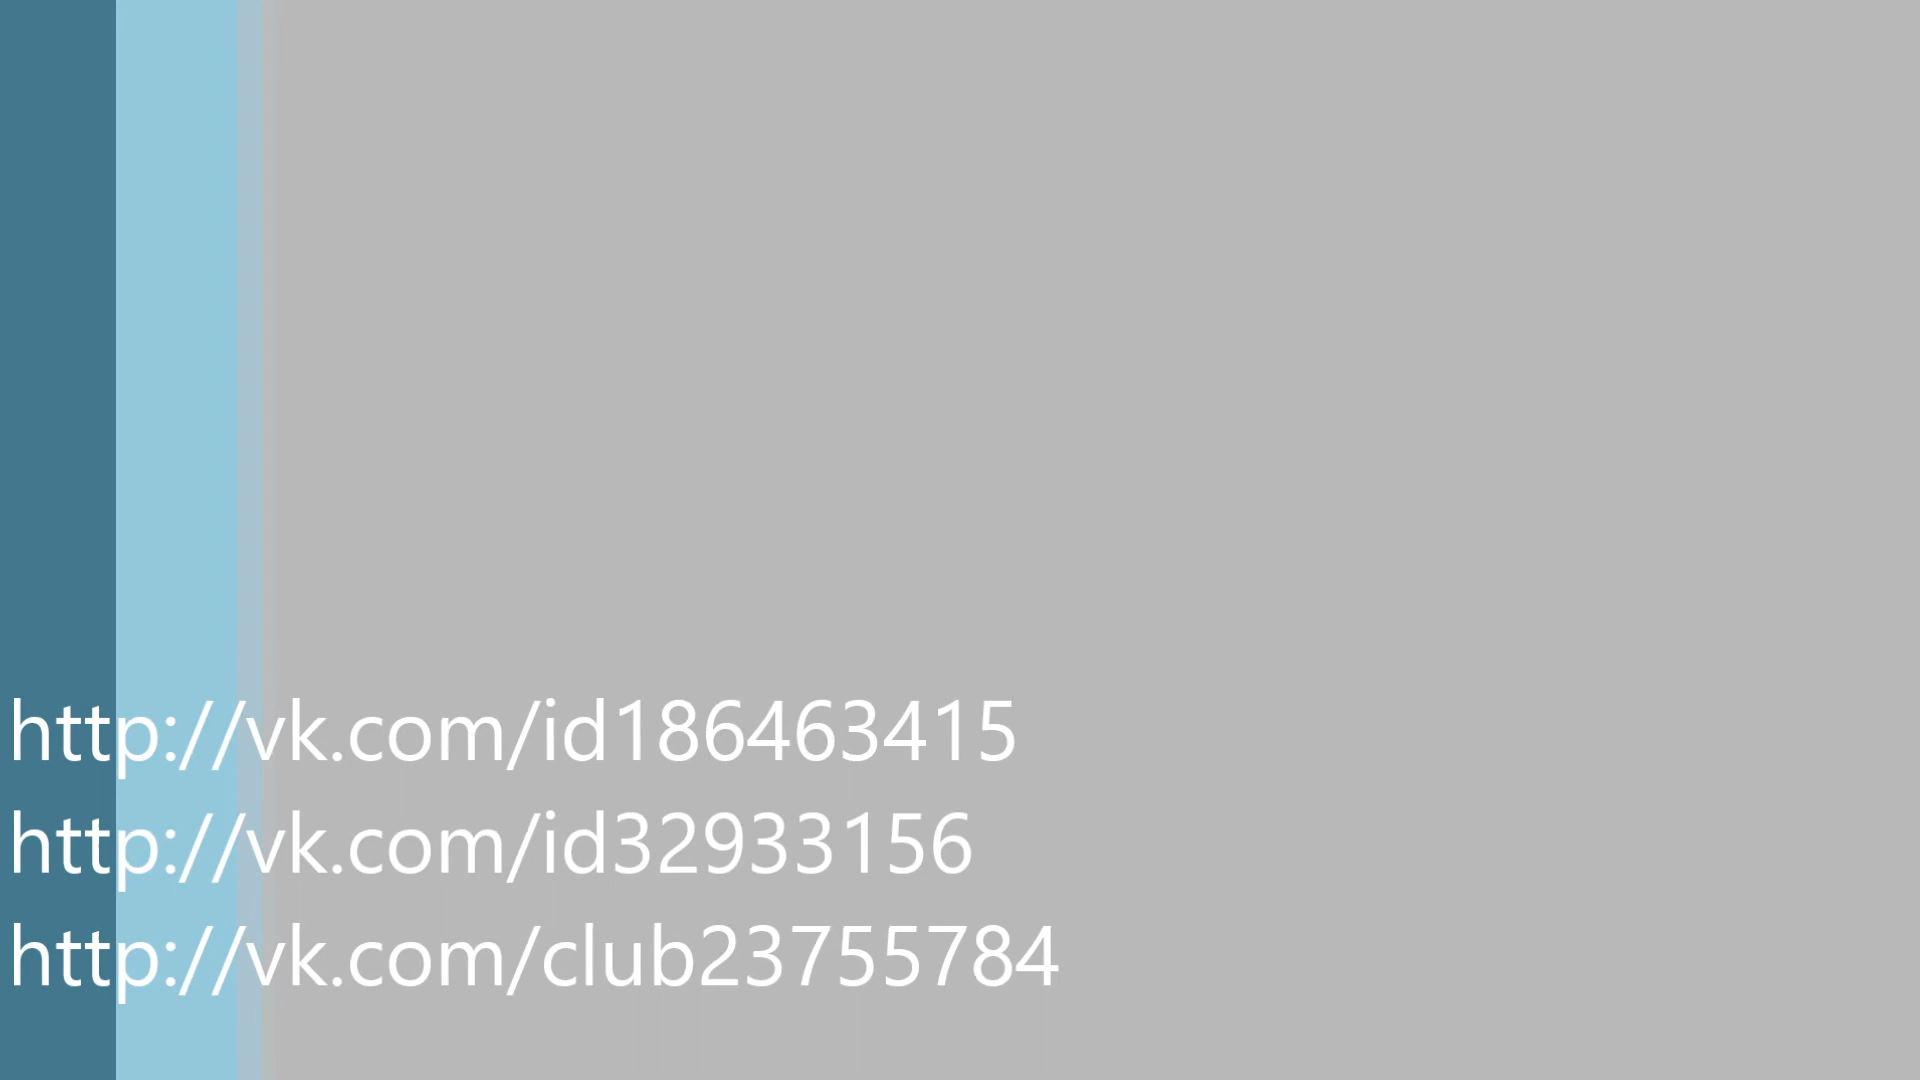 http://vk.com/id186463415
http://vk.com/id32933156
http://vk.com/club23755784